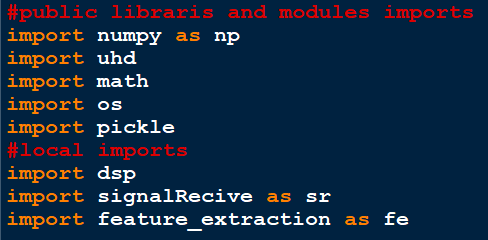 #public libraris and modules imports
import numpy as np
import uhd
import math
import os
import pickle
#local imports
import dsp
import signalRecive as sr
import feature_extraction as fe